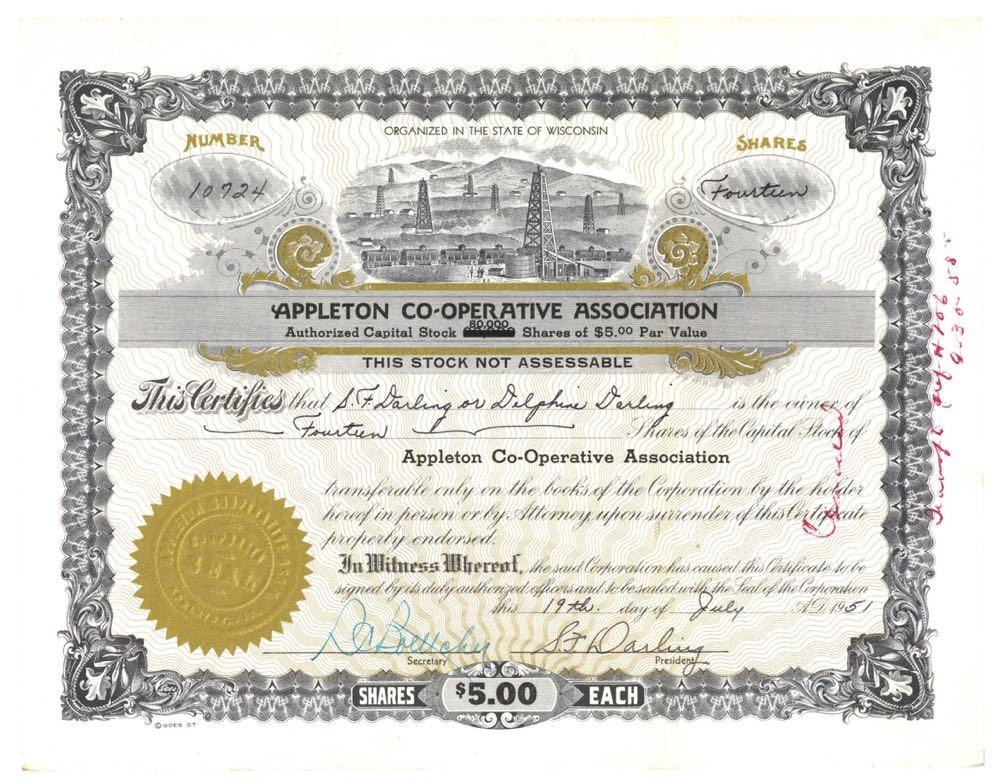 ORGANIZED IN THE STATE OF WISCONSIN
NUMBER
SHARES
10724
Fourteen
APPLETON CO-OPERATIVE ASSOCIATION
Authorized Capital Stock 80,000 Shares of $5.00 Par Value
THIS STOCK NOT ASSESSABLE
This Certifies that S. F. Darling or Delphine Darling is the owner of
Fourteen Shares of the Capital Stock of
Appleton Co-Operative Association
transferable only on the books of the Corporation by the holder
hereof in person or by Attorney upon surrender of this Certificate
properly endorsed.
In Witness Whereof, the said Corporation has caused this Certificate to be
signed by its duly authorized officers and to be sealed with the Seal of the Corporation
this 19th. day of July A.D. 1951
S F Darling
Secretary
President
SHARES $5.00 EACH
©GOES 57
SEAL
9-30-58